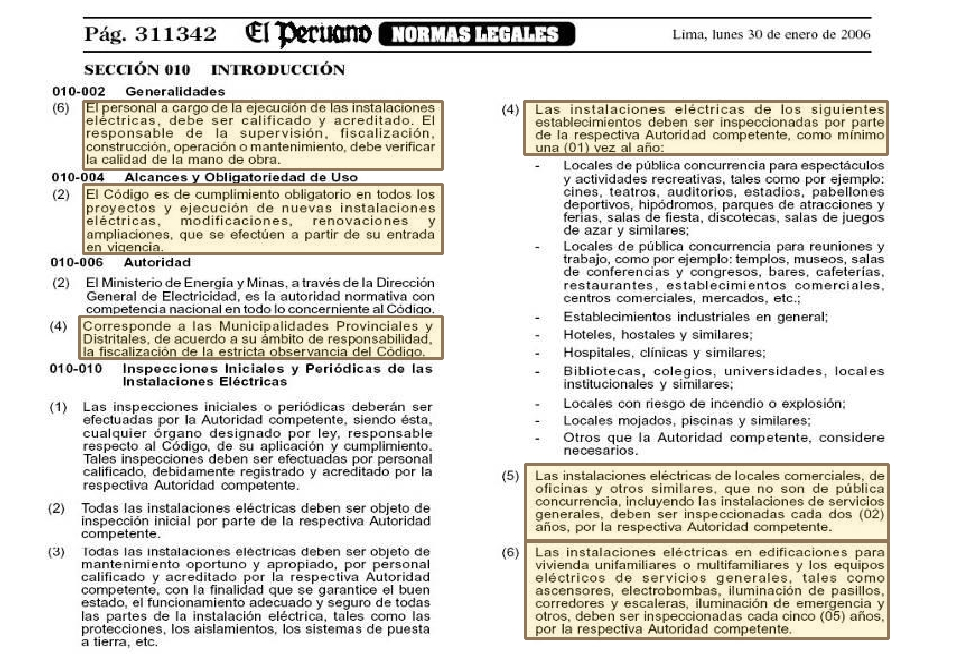 Pág. 311342 El Peruano NORMAS LEGALES Lima, lunes 30 de enero de 2006
SECCIÓN 010 INTRODUCCIÓN
010-002 Generalidades
(6) El personal a cargo de la ejecución de las instalaciones
eléctricas, debe ser calificado y acreditado. El
responsable de la supervisión, fiscalización,
construcción, operación o mantenimiento, debe verificar
la calidad de la mano de obra.
010-004 Alcances y Obligatoriedad de Uso
(2) El Código es de cumplimiento obligatorio en todos los
proyectos y ejecución de nuevas instalaciones
eléctricas, modificaciones, renovaciones y
ampliaciones, que se efectúen a partir de su entrada
en vigencia.
010-006 Autoridad
(2) El Ministerio de Energía y Minas, a través de la Dirección
General de Electricidad, es la autoridad normativa con
competencia nacional en todo lo concerniente al Código.
(4) Corresponde a las Municipalidades Provinciales y
Distritales, de acuerdo a su ámbito de responsabilidad,
la fiscalización de la estricta observancia del Código.
010-010 Inspecciones Iniciales y Periódicas de las
Instalaciones Eléctricas
(1) Las inspecciones iniciales o periódicas deberán ser
efectuadas por la Autoridad competente, siendo ésta,
cualquier órgano designado por ley, responsable
respecto al Código, de su aplicación y cumplimiento.
Tales inspecciones deben ser efectuadas por personal
calificado, debidamente registrado y acreditado por la
respectiva Autoridad competente.
(2) Todas las instalaciones eléctricas deben ser objeto de
inspección inicial por parte de la respectiva Autoridad
competente.
(3) Todas las instalaciones eléctricas deben ser objeto de
mantenimiento oportuno y apropiado, por personal
calificado y acreditado por la respectiva Autoridad
competente, con la finalidad que se garantice el buen
estado, el funcionamiento adecuado y seguro de todas
las partes de la instalación eléctrica, tales como las
protecciones, los aislamientos, los sistemas de puesta
a tierra, etc.
(4) Las instalaciones eléctricas de los siguientes
establecimientos deben ser inspeccionadas por parte
de la respectiva Autoridad competente, como mínimo
una (01) vez al año:
- Locales de pública concurrencia para espectáculos
y actividades recreativas, tales como por ejemplo:
cines, teatros, auditorios, estadios, pabellones
deportivos, hipódromos, parques de atracciones y
ferias, salas de fiesta, discotecas, salas de juegos
de azar y similares;
- Locales de pública concurrencia para reuniones y
trabajo, como por ejemplo: templos, museos, salas
de conferencias y congresos, bares, cafeterías,
restaurantes, establecimientos comerciales,
centros comerciales, mercados, etc.;
- Establecimientos industriales en general;
- Hoteles, hostales y similares;
- Hospitales, clínicas y similares;
- Bibliotecas, colegios, universidades, locales
institucionales y similares;
- Locales con riesgo de incendio o explosión;
- Locales mojados, piscinas y similares;
- Otros que la Autoridad competente, considere
necesarios.
(5) Las instalaciones eléctricas de locales comerciales, de
oficinas y otros similares, que no son de pública
concurrencia, incluyendo las instalaciones de servicios
generales, deben ser inspeccionadas cada dos (02)
años, por la respectiva Autoridad competente.
(6) Las instalaciones eléctricas en edificaciones para
vivienda unifamiliares o multifamiliares y los equipos
eléctricos de servicios generales, tales como
ascensores, electrobombas, iluminación de pasillos,
corredores y escaleras, iluminación de emergencia y
otros, deben ser inspeccionadas cada cinco (05) años,
por la respectiva Autoridad competente.